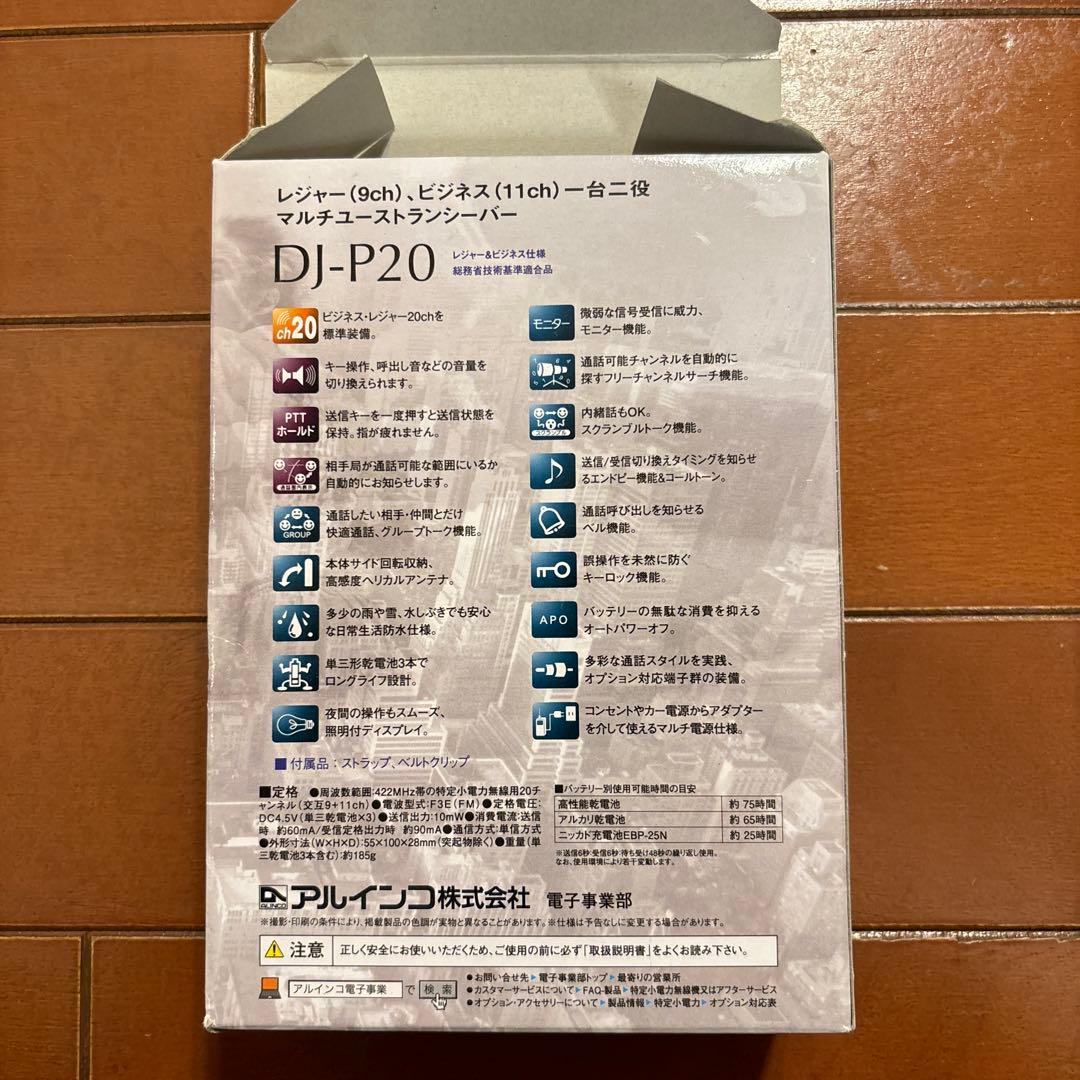 レジャー(9ch)、ビジネス(11ch)一台二役
マルチユーストランシーバー
DJ-P20
レジャー&ビジネス仕様
総務省技術基準適合品
ch20
ビジネス・レジャー20chを
標準装備。
キー操作、呼出し音などの音量を
切り換えられます。
PTT
ホールド
送信キーを一度押すと送信状態を
保持。指が疲れません。
相手局が通話可能な範囲にいるか
自動的にお知らせします。
GROUP
通話したい相手・仲間とだけ
快適通話、グループトーク機能。
本体サイド回転収納、
高感度ヘリカルアンテナ。
多少の雨や雪、水しぶきでも安心
な日常生活防水仕様。
単三形乾電池3本で
ロングライフ設計。
夜間の操作もスムーズ、
照明付ディスプレイ。
モニター
微弱な信号受信に威力、
モニター機能。
通話可能チャンネルを自動的に
探すフリーチャンネルサーチ機能。
スクランブル
内緒話もOK。
スクランブルトーク機能。
送信/受信切り換えタイミングを知らせ
るエンドピー機能&コールトーン。
通話呼び出しを知らせる
ベル機能。
誤操作を未然に防ぐ
キーロック機能。
APO
バッテリーの無駄な消費を抑える
オートパワーオフ。
多彩な通話スタイルを実践、
オプション対応端子群の装備。
コンセントやカー電源からアダプター
を介して使えるマルチ電源仕様。
■付属品：ストラップ、ベルトクリップ
■定格 ●周波数範囲:422MHz帯の特定小電力無線用20チ
ャンネル(交互9+11ch)●電波型式:F3E(FM)●定格電圧:
DC4.5V(単三乾電池×3)●送信出力:10mW●消費電流:送信
時 約60mA/受信定格出力時 約90mA●通信方式:単信方式
●外形寸法(W×H×D):55×100×28mm(突起物除く)●重量(単
三乾電池3本含む):約185g
■バッテリー別使用可能時間の目安
高性能乾電池 約 75時間
アルカリ乾電池 約 65時間
ニッカド充電池EBP-25N 約 25時間
※送信6秒:受信6秒:待ち受け48秒の繰り返し使用。
なお、使用環境により若干変動します。
ALINCO アルインコ株式会社 電子事業部
※撮影・印刷の条件により、掲載製品の色調が実物と異なることがあります。※仕様は予告なしに変更する場合があります。
注意 正しく安全にお使いいただくため、ご使用の前に必ず「取扱説明書」をよくお読み下さい。
アルインコ電子事業 で 検索
●お問い合せ先▶電子事業部トップ▶最寄りの営業所
●カスタマーサービスについて▶FAQ-製品▶特定小電力無線機又はアフターサービス
●オプション・アクセサリーについて▶製品情報▶特定小電力▶オプション対応表